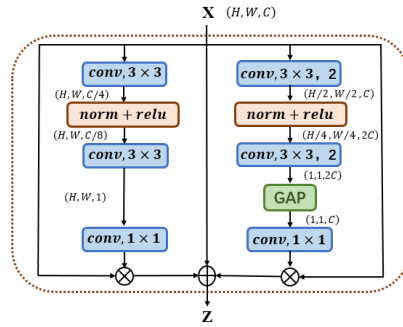 X (H,W,C)
conv,3×3
(H,W,C/4)
norm+relu
(H,W,C/8)
conv,3×3
(H,W,1)
conv,1×1
conv,3×3, 2
(H/2,W/2,C)
norm+relu
(H/4,W/4,2C)
conv,3×3, 2
(1,1,2C)
GAP
(1,1,C)
conv,1×1
Z